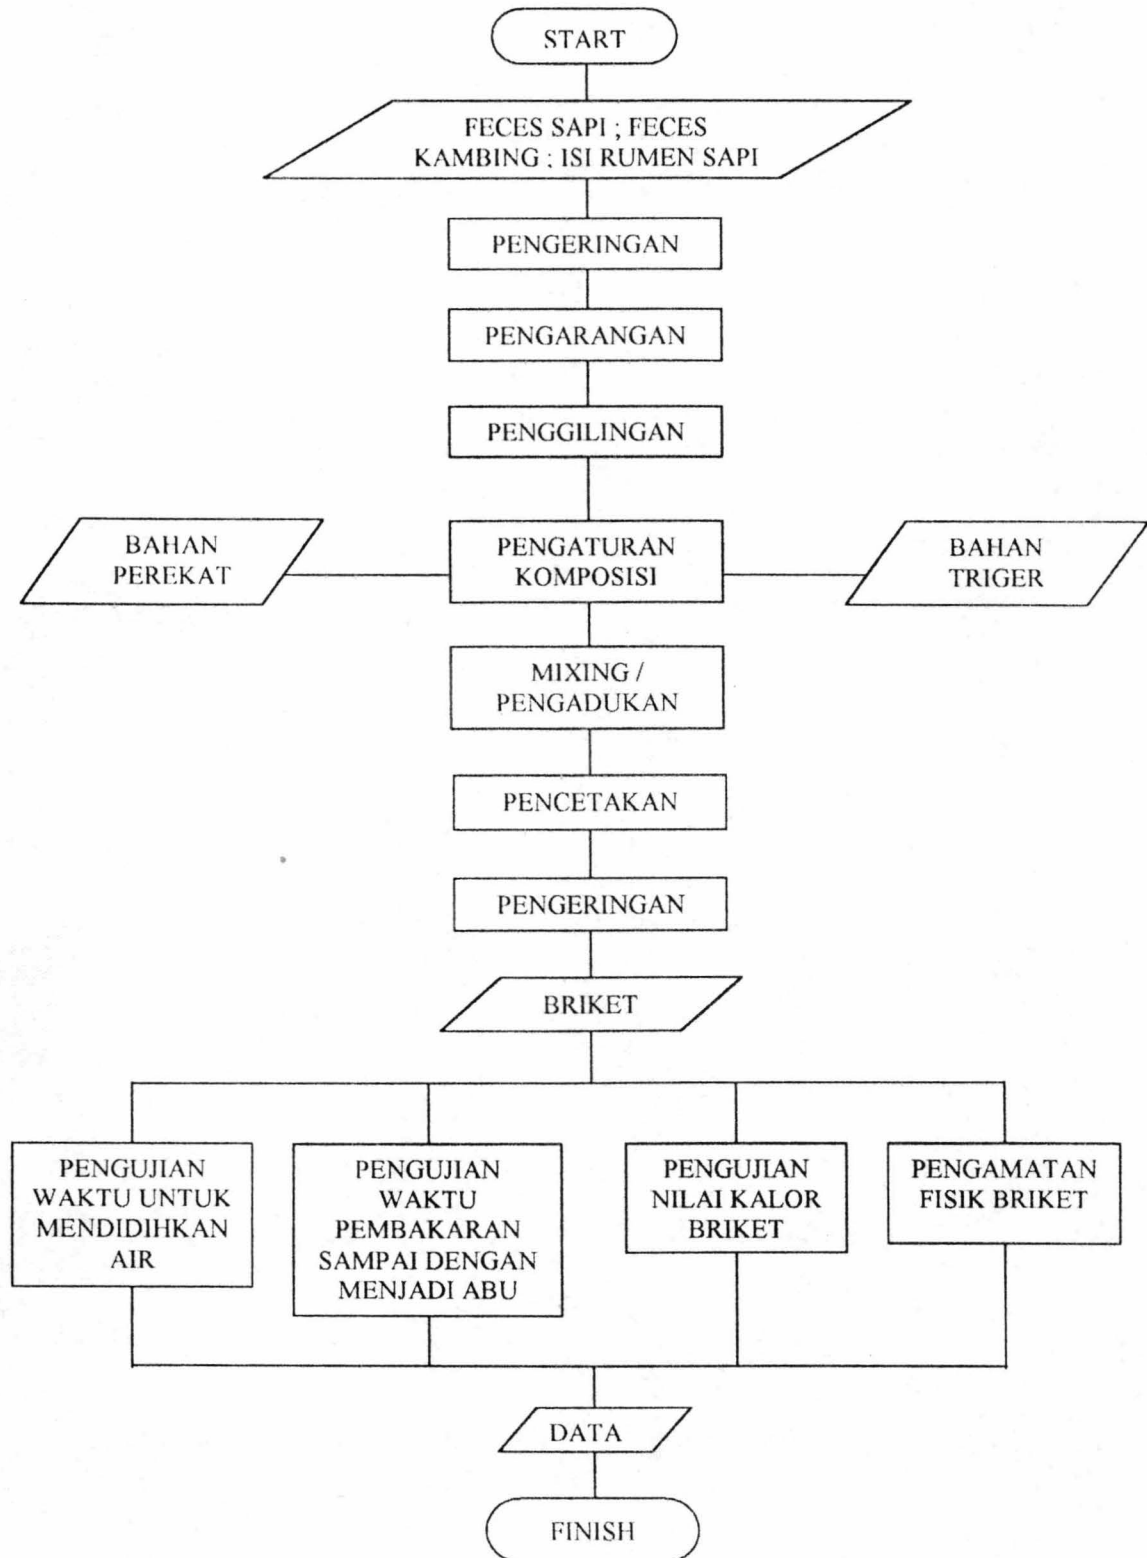 START
FECES SAPI ; FECES
KAMBING ; ISI RUMEN SAPI
PENGERINGAN
PENGARANGAN
PENGGILINGAN
BAHAN
PEREKAT
PENGATURAN
KOMPOSISI
BAHAN
TRIGER
MIXING /
PENGADUKAN
PENCETAKAN
PENGERINGAN
BRIKET
PENGUJIAN
WAKTU UNTUK
MENDIDIHKAN
AIR
PENGUJIAN
WAKTU
PEMBAKARAN
SAMPAI DENGAN
MENJADI ABU
PENGUJIAN
NILAI KALOR
BRIKET
PENGAMATAN
FISIK BRIKET
DATA
FINISH